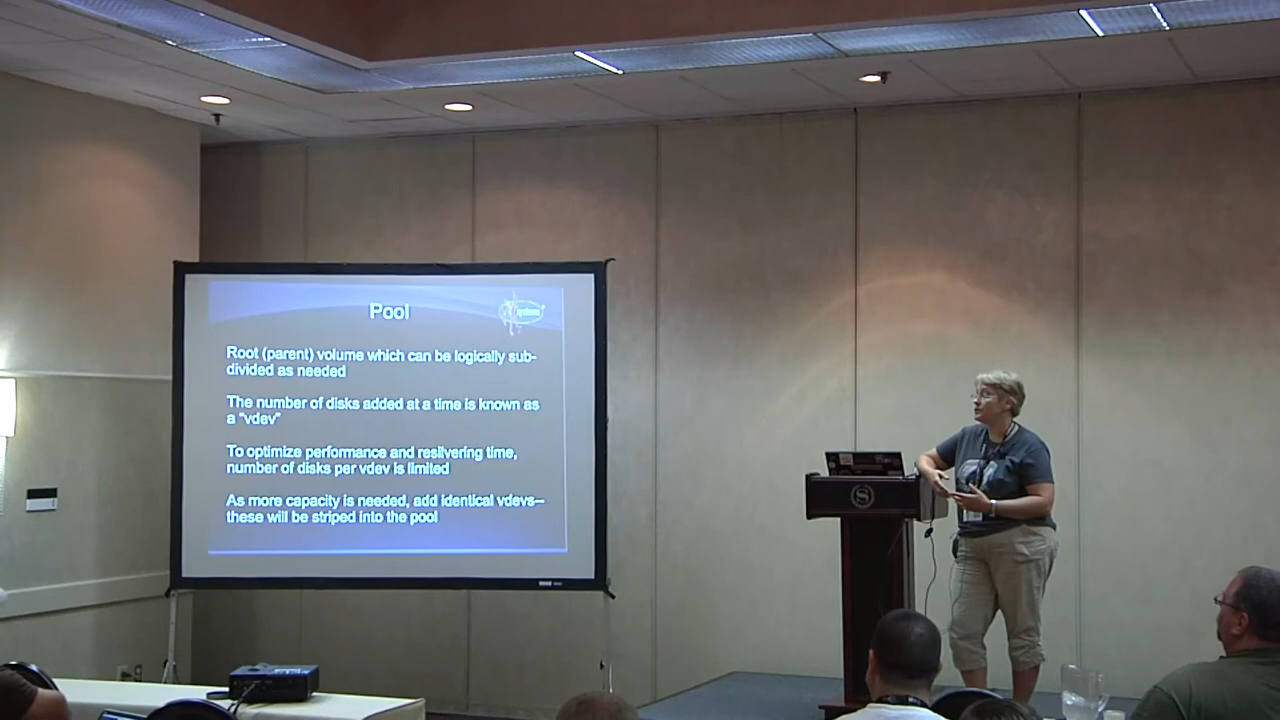 Pool
systems
Root (parent) volume which can be logically sub-
divided as needed
The number of disks added at a time is known as
a "vdev"
To optimize performance and resilvering time,
number of disks per vdev is limited
As more capacity is needed, add identical vdevs—
these will be striped into the pool
S